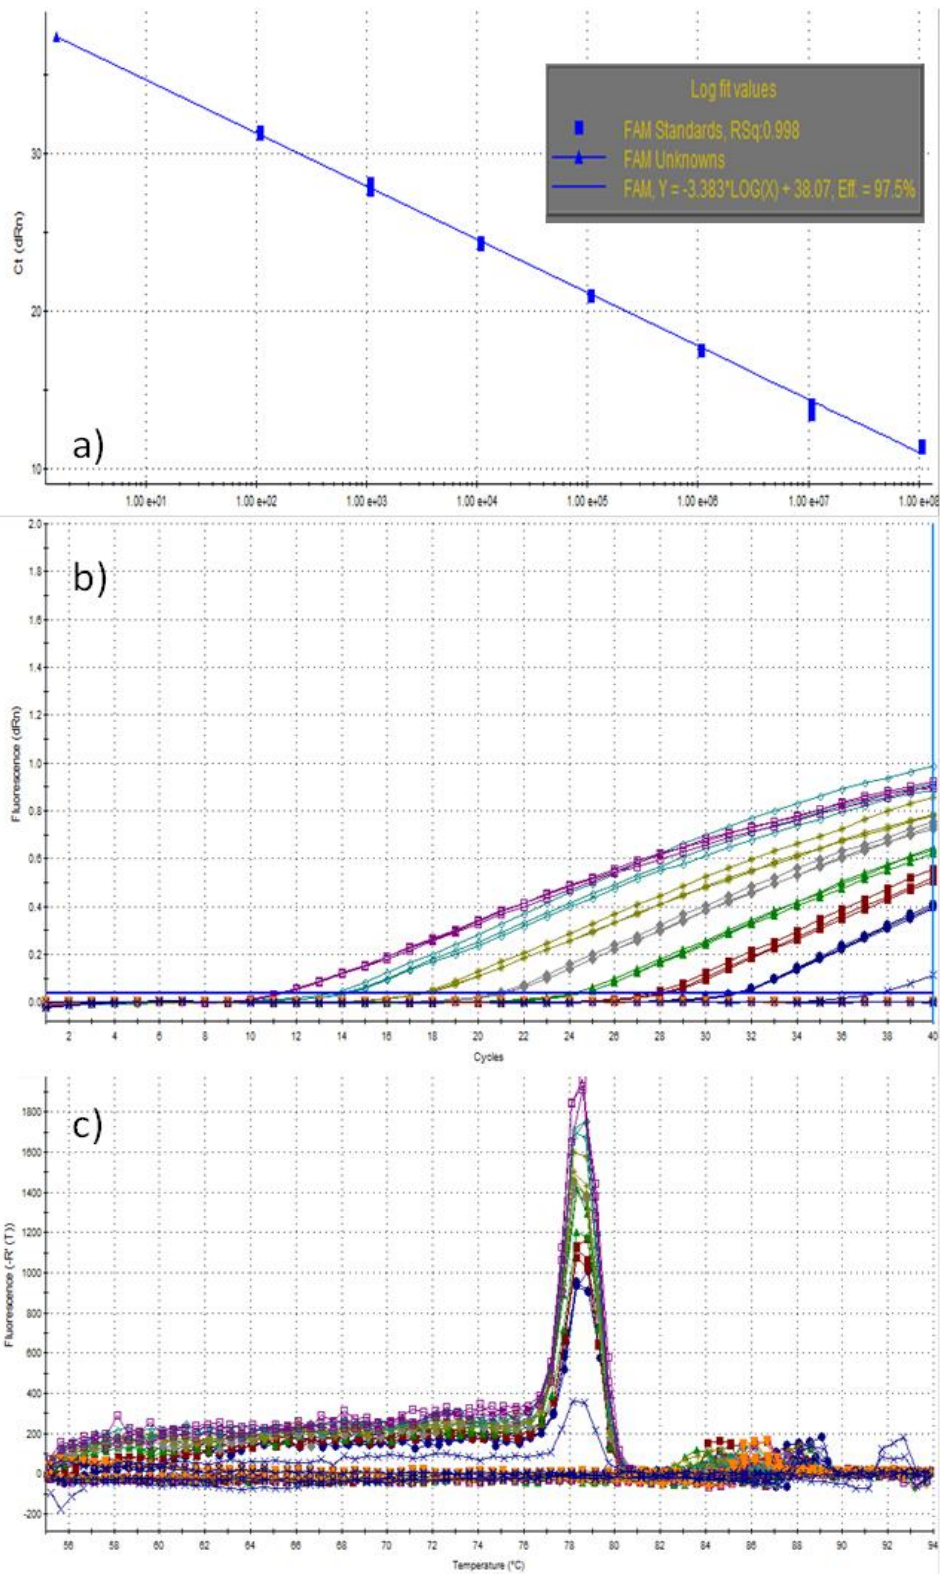 Log fit values
FAM Standards, RSq:0.998
FAM Unknowns
FAM, Y = -3.383*LOG(X) + 38.07, Eff. = 97.5%
30
20
10
Ct (dRn)
a)
1.00 e+01 1.00 e+02 1.00 e+03 1.00 e+04 1.00 e+05 1.00 e+06 1.00 e+07 1.00 e+08
b)
2.0
1.8
1.6
1.4
1.2
1.0
0.8
0.6
0.4
0.2
0.0
Fluorescence (dRn)
2 4 6 8 10 12 14 16 18 20 22 24 26 28 30 32 34 36 38 40
Cycles
c)
1800
1600
1400
1200
1000
800
600
400
200
0
-200
Fluorescence (-R' (T))
56 58 60 62 64 66 68 70 72 74 76 78 80 82 84 86 88 90 92 94
Temperature (°C)